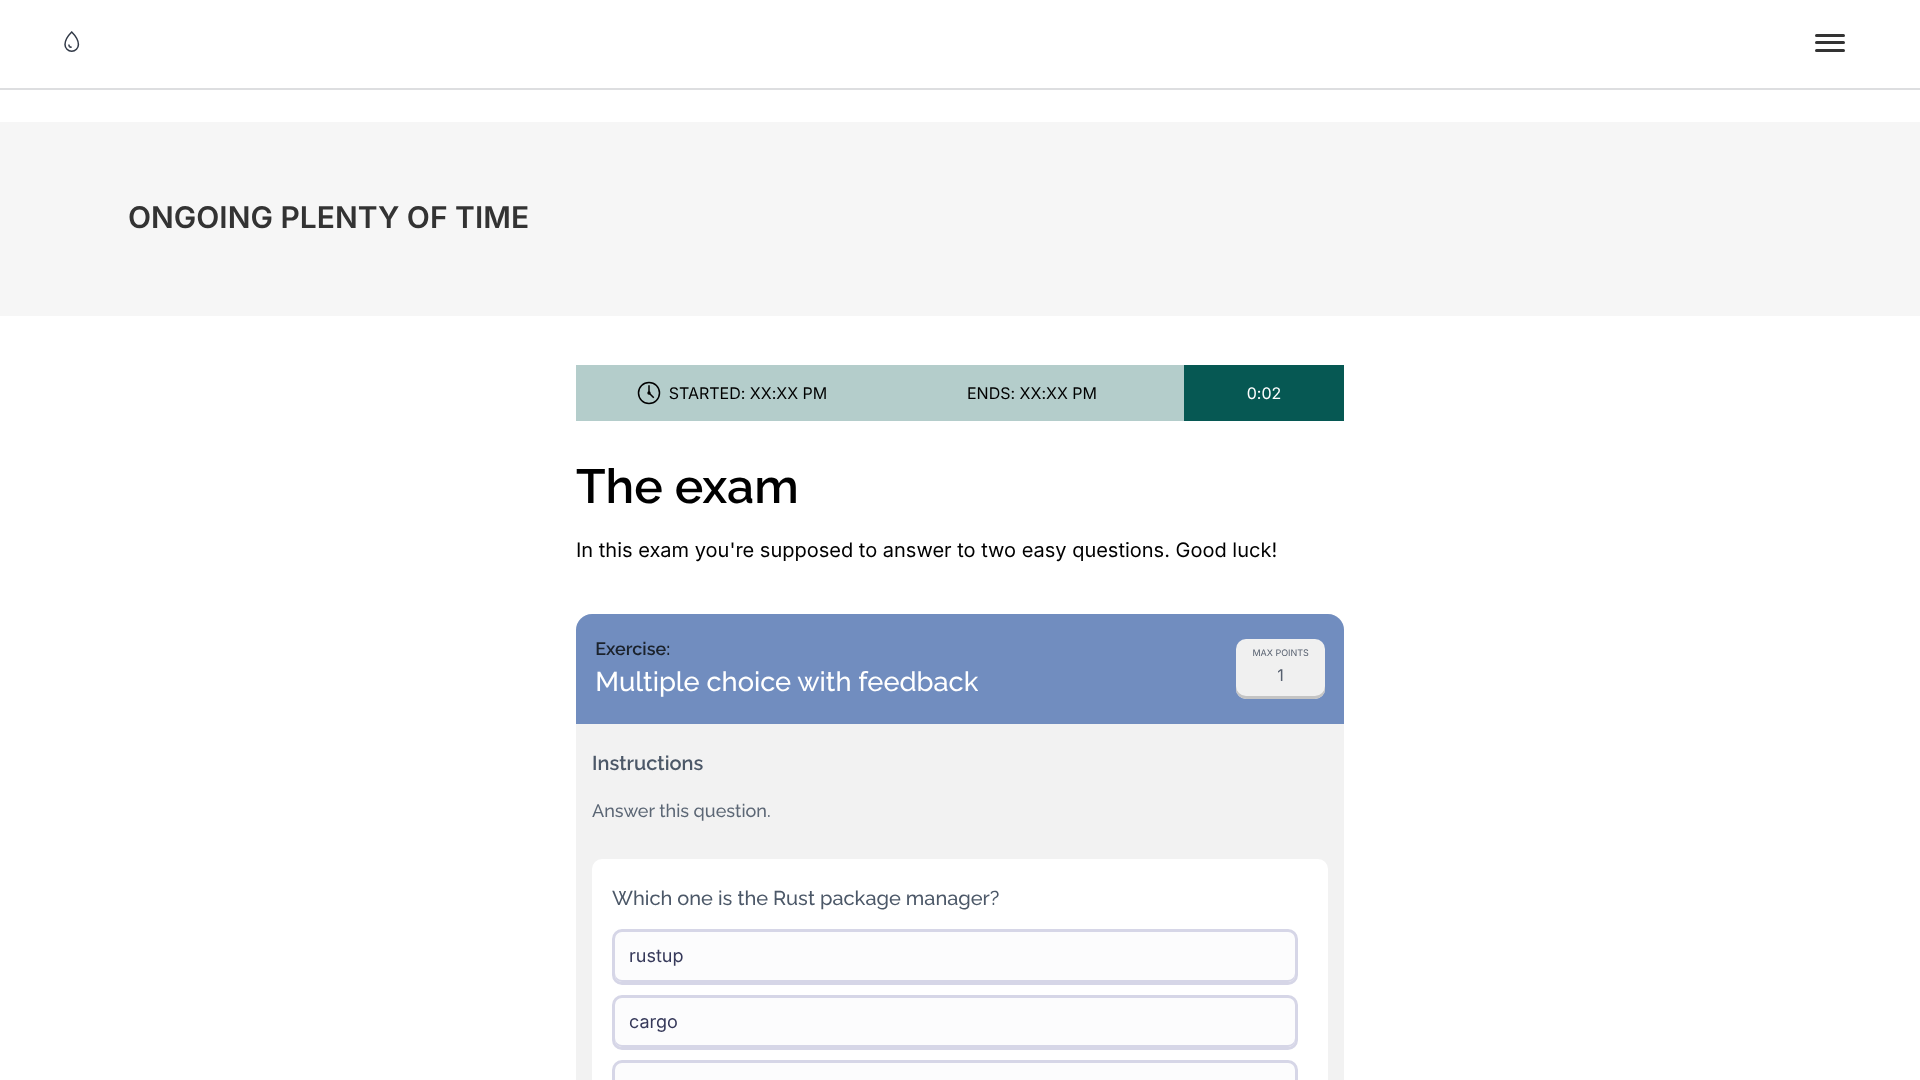 ONGOING PLENTY OF TIME
STARTED: XX:XX PM
ENDS: XX:XX PM
0:02
The exam
In this exam you're supposed to answer to two easy questions. Good luck!
Exercise:
Multiple choice with feedback
MAX POINTS
1
Instructions
Answer this question.
Which one is the Rust package manager?
rustup
cargo